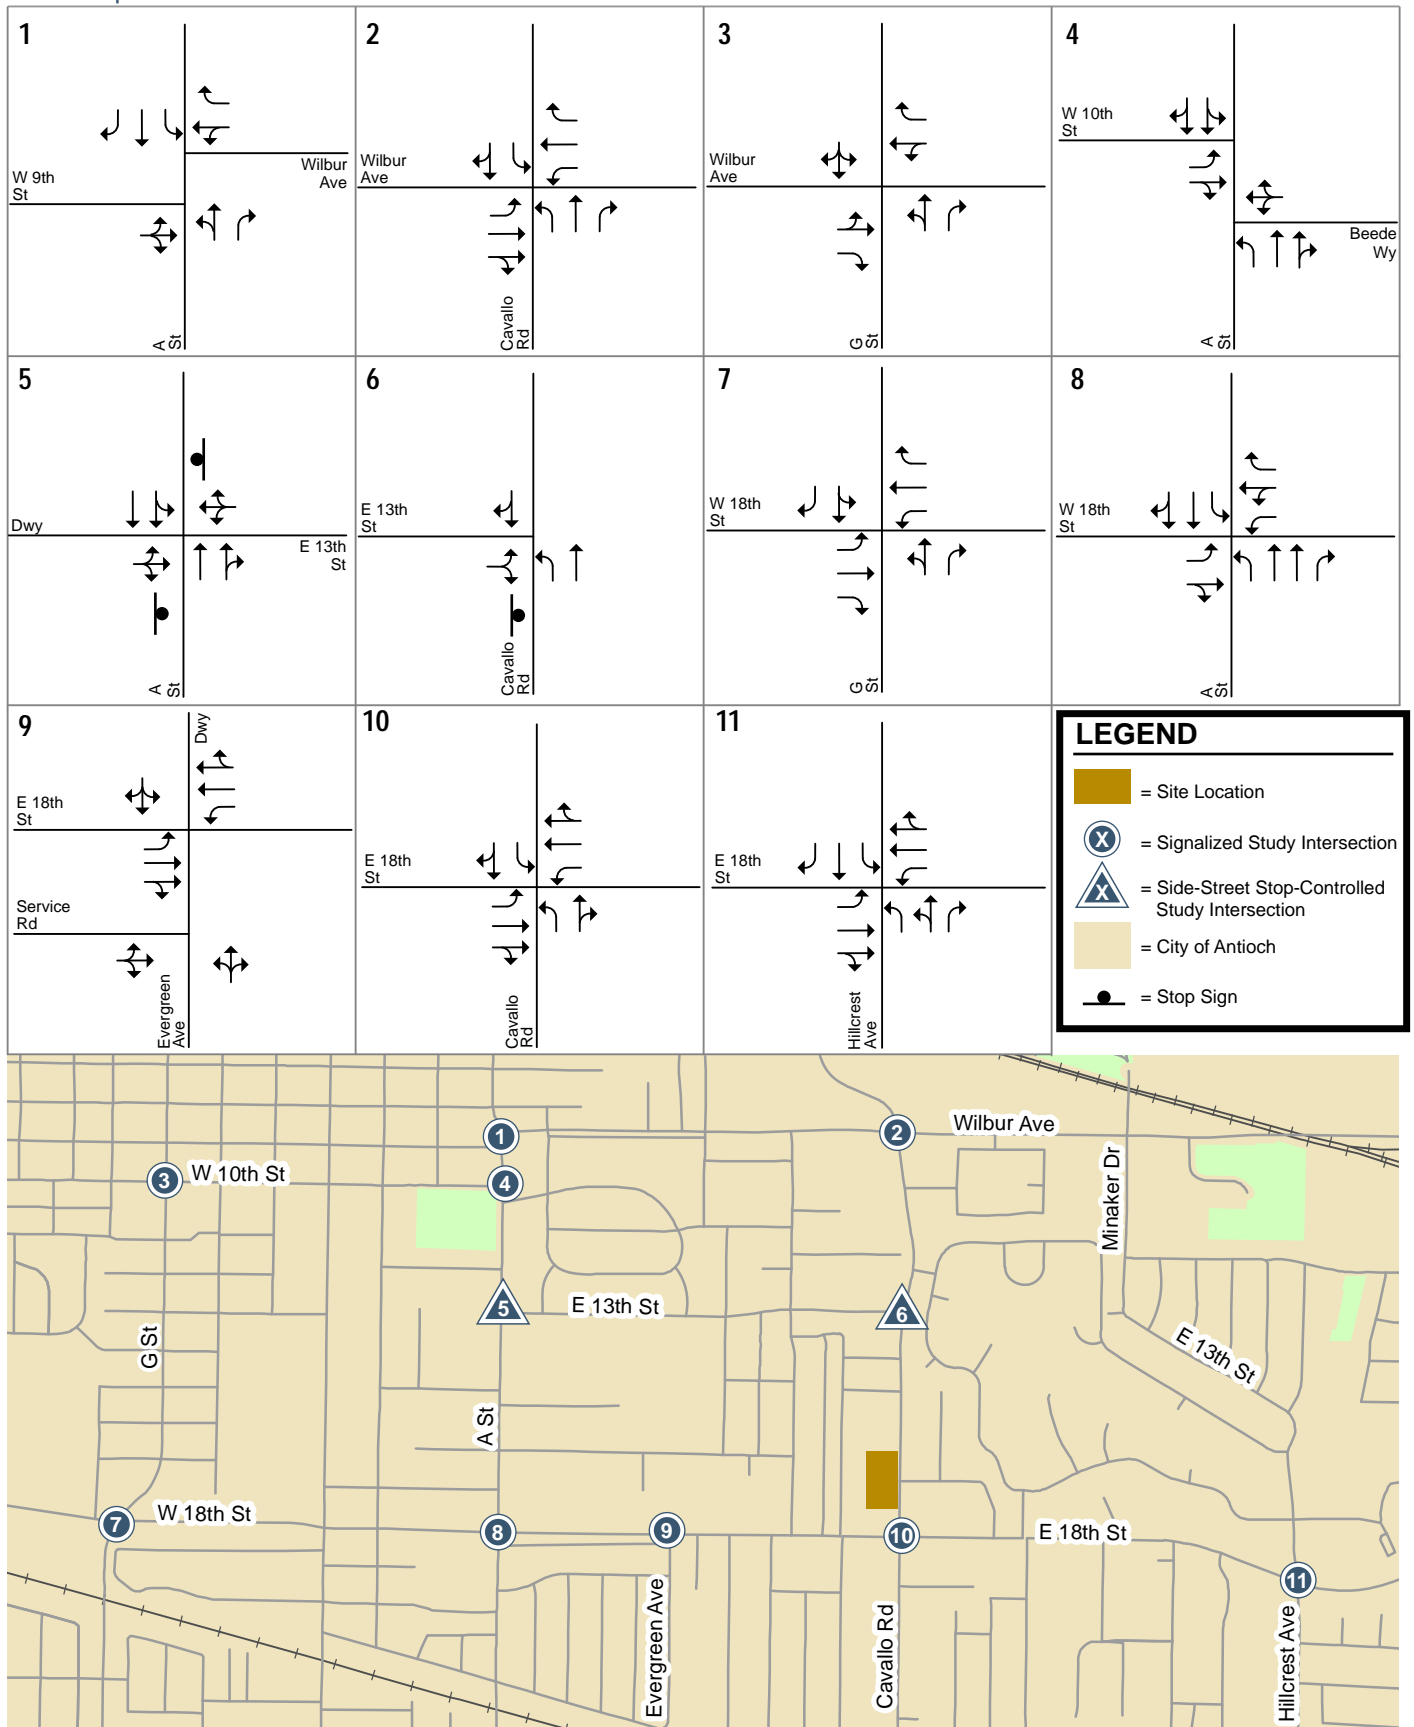 1
W 9th
St
Wilbur
Ave
A
St
2
Wilbur
Ave
Cavallo
Rd
3
Wilbur
Ave
G
St
4
W 10th
St
Beede
Wy
A
St
5
Dwy
E 13th
St
A
St
6
E 13th
St
Cavallo
Rd
7
W 18th
St
G
St
8
W 18th
St
A
St
9
Dwy
E 18th
St
Service
Rd
Evergreen
Ave
10
E 18th
St
Cavallo
Rd
11
E 18th
St
Hillcrest
Ave
LEGEND
= Site Location
X
= Signalized Study Intersection
X
= Side-Street Stop-Controlled
Study Intersection
= City of Antioch
= Stop Sign
1
2
Wilbur Ave
3
W 10th St
4
Minaker Dr
5
E 13th St
6
G St
E 13th St
A St
7
W 18th St
8
9
10
E 18th St
11
Evergreen Ave
Cavallo Rd
Hillcrest Ave